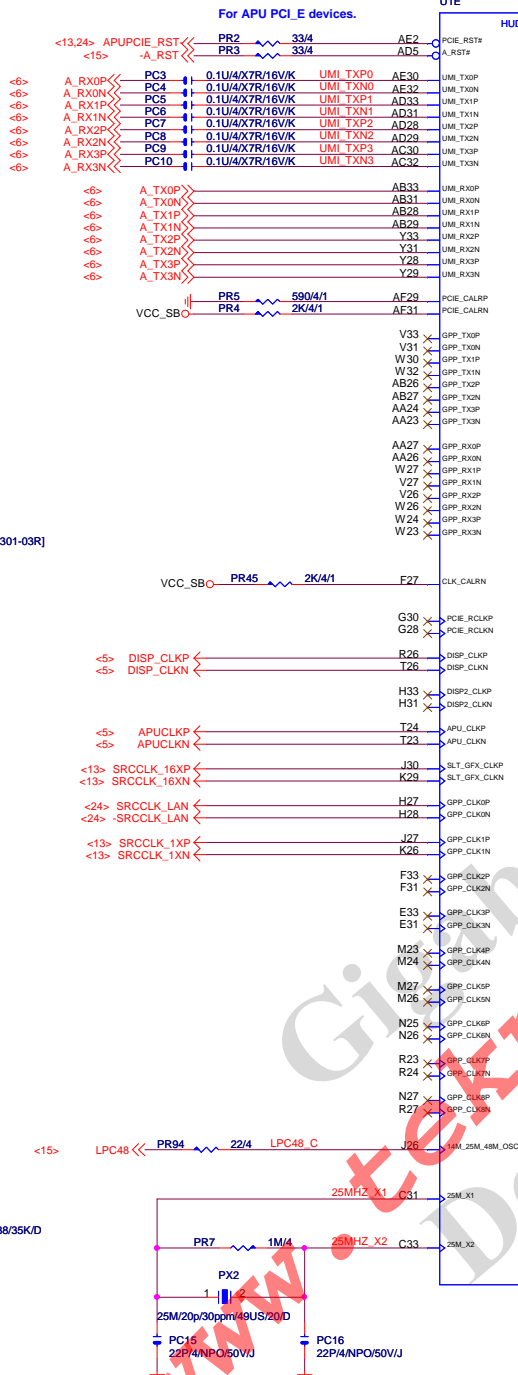 U1E
For APU PCI_E devices.
HUD
<13,24> APUPCIE_RST PR2 33/4 AE2 PCIE_RST#
<15> -A_RST PR3 33/4 AD5 A_RST#
<6> A_RX0P PC3 0.1U/4/X7R/16V/K UMI_TXP0 AE30 UMI_TX0P
<6> A_RX0N PC4 0.1U/4/X7R/16V/K UMI_TXN0 AE32 UMI_TX0N
<6> A_RX1P PC5 0.1U/4/X7R/16V/K UMI_TXP1 AD33 UMI_TX1P
<6> A_RX1N PC6 0.1U/4/X7R/16V/K UMI_TXN1 AD31 UMI_TX1N
<6> A_RX2P PC7 0.1U/4/X7R/16V/K UMI_TXP2 AD28 UMI_TX2P
<6> A_RX2N PC8 0.1U/4/X7R/16V/K UMI_TXN2 AD29 UMI_TX2N
<6> A_RX3P PC9 0.1U/4/X7R/16V/K UMI_TXP3 AC30 UMI_TX3P
<6> A_RX3N PC10 0.1U/4/X7R/16V/K UMI_TXN3 AC32 UMI_TX3N
<6> A_TX0P AB33 UMI_RX0P
<6> A_TX0N AB31 UMI_RX0N
<6> A_TX1P AB28 UMI_RX1P
<6> A_TX1N AB29 UMI_RX1N
<6> A_TX2P Y33 UMI_RX2P
<6> A_TX2N Y31 UMI_RX2N
<6> A_TX3P Y28 UMI_RX3P
<6> A_TX3N Y29 UMI_RX3N
PR5 590/4/1 AF29 PCIE_CALRP
VCC_SB PR4 2K/4/1 AF31 PCIE_CALRN
V33 GPP_TX0P
V31 GPP_TX0N
W30 GPP_TX1P
W32 GPP_TX1N
AB26 GPP_TX2P
AB27 GPP_TX2N
AA24 GPP_TX3P
AA23 GPP_TX3N
AA27 GPP_RX0P
AA26 GPP_RX0N
W27 GPP_RX1P
V27 GPP_RX1N
V26 GPP_RX2P
W26 GPP_RX2N
W24 GPP_RX3P
W23 GPP_RX3N
301-03R]
VCC_SB PR45 2K/4/1 F27 CLK_CALRN
G30 PCIE_RCLKP
G28 PCIE_RCLKN
<5> DISP_CLKP R26 DISP_CLKP
<5> DISP_CLKN T26 DISP_CLKN
H33 DISP2_CLKP
H31 DISP2_CLKN
<5> APUCLKP T24 APU_CLKP
<5> APUCLKN T23 APU_CLKN
<13> SRCCLK_16XP J30 SLT_GFX_CLKP
<13> SRCCLK_16XN K29 SLT_GFX_CLKN
<24> SRCCLK_LAN H27 GPP_CLK0P
<24> -SRCCLK_LAN H28 GPP_CLK0N
<13> SRCCLK_1XP J27 GPP_CLK1P
<13> SRCCLK_1XN K26 GPP_CLK1N
F33 GPP_CLK2P
F31 GPP_CLK2N
E33 GPP_CLK3P
E31 GPP_CLK3N
M23 GPP_CLK4P
M24 GPP_CLK4N
M27 GPP_CLK5P
M26 GPP_CLK5N
N25 GPP_CLK6P
N26 GPP_CLK6N
R23 GPP_CLK7P
R24 GPP_CLK7N
N27 GPP_CLK8P
R27 GPP_CLK8N
<15> LPC48 PR94 22/4 LPC48_C J26 14M_25M_48M_OSC
25MHZ_X1 C31 25M_X1
38/35K/D
PR7 1M/4 25MHZ_X2 C33 25M_X2
PX2
1 2
25M/20p/30ppm/49US/20/D
PC15 PC16
22P/4/NPO/50V/J 22P/4/NPO/50V/J
Gigab
www.tekn
Do